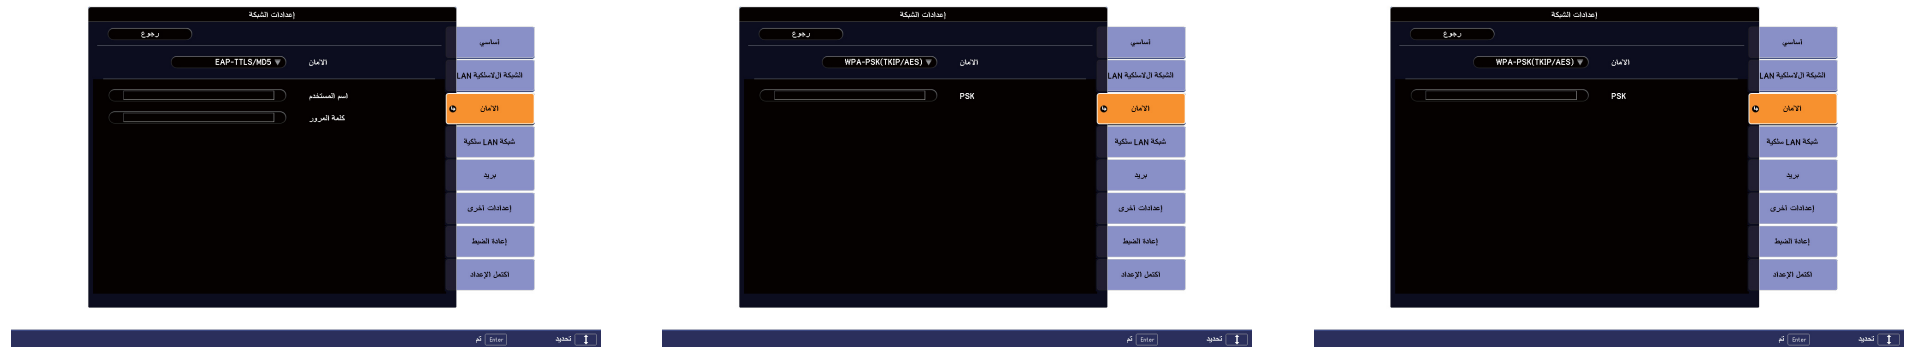 إعدادات الشبكة
رجوع
الأمان EAP-TTLS/MD5
اسم المستخدم
كلمة المرور
أساسي
الشبكة اللاسلكية LAN
الأمان
شبكة LAN سلكية
بريد
إعدادات أخرى
إعادة الضبط
اكتمل الإعداد
تحديد Enter تم
إعدادات الشبكة
رجوع
الأمان WPA-PSK(TKIP/AES)
PSK
أساسي
الشبكة اللاسلكية LAN
الأمان
شبكة LAN سلكية
بريد
إعدادات أخرى
إعادة الضبط
اكتمل الإعداد
تحديد Enter تم
إعدادات الشبكة
رجوع
الأمان WPA-PSK(TKIP/AES)
PSK
أساسي
الشبكة اللاسلكية LAN
الأمان
شبكة LAN سلكية
بريد
إعدادات أخرى
إعادة الضبط
اكتمل الإعداد
تحديد Enter تم